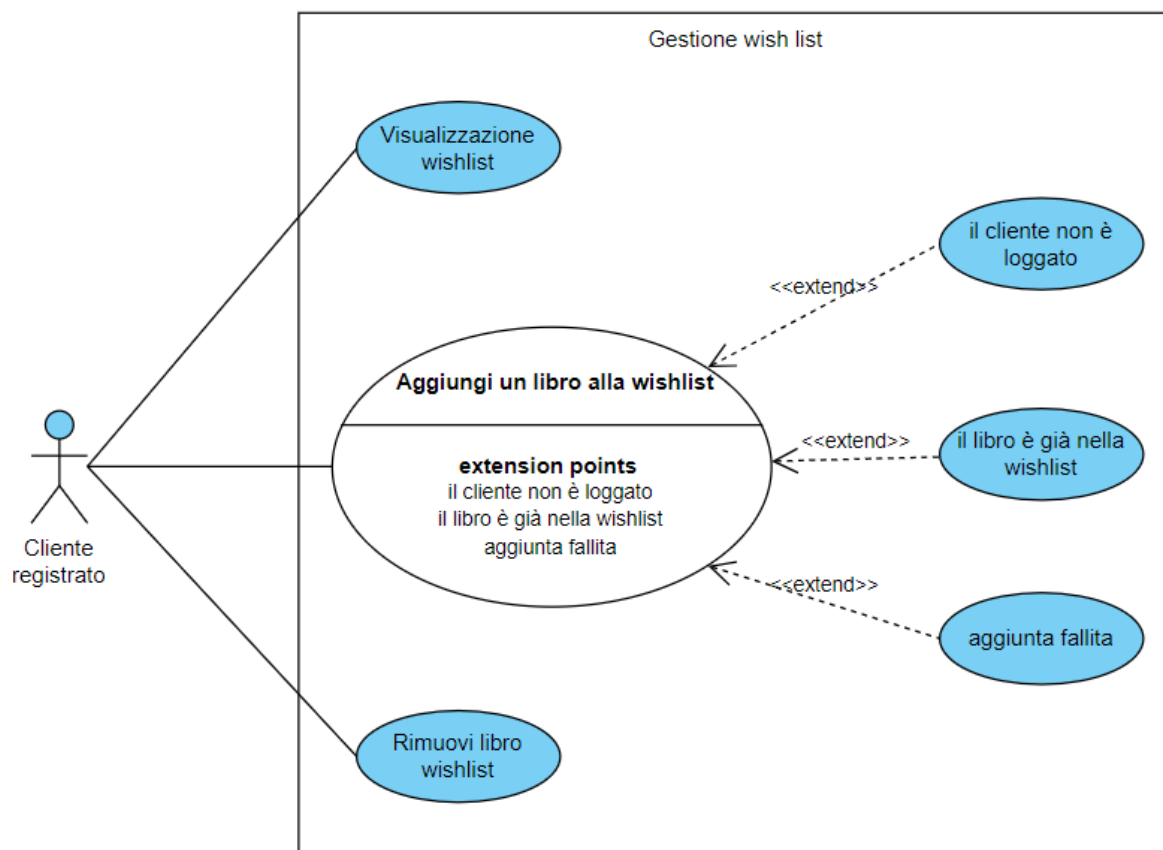 Gestione wish list
Visualizzazione
wishlist
il cliente non è
loggato
<<extend>>
Aggiungi un libro alla wishlist
extension points
il cliente non è loggato
il libro è già nella wishlist
aggiunta fallita
<<extend>>
il libro è già nella
wishlist
<<extend>>
aggiunta fallita
Cliente
registrato
Rimuovi libro
wishlist